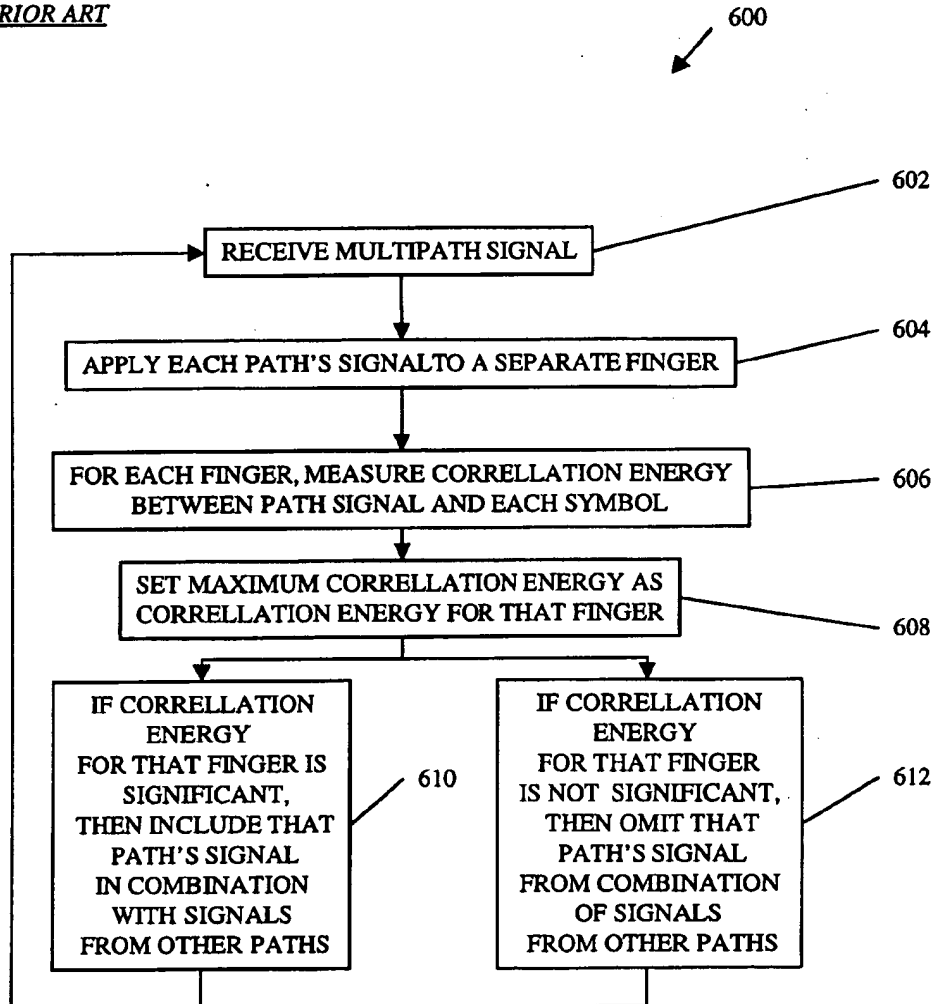 RIOR ART
600
602
RECEIVE MULTIPATH SIGNAL
604
APPLY EACH PATH'S SIGNALTO A SEPARATE FINGER
FOR EACH FINGER, MEASURE CORRELLATION ENERGY
BETWEEN PATH SIGNAL AND EACH SYMBOL
606
SET MAXIMUM CORRELLATION ENERGY AS
CORRELLATION ENERGY FOR THAT FINGER
608
IF CORRELLATION
ENERGY
FOR THAT FINGER IS
SIGNIFICANT,
THEN INCLUDE THAT
PATH'S SIGNAL
IN COMBINATION
WITH SIGNALS
FROM OTHER PATHS
610
IF CORRELLATION
ENERGY
FOR THAT FINGER
IS NOT SIGNIFICANT,
THEN OMIT THAT
PATH'S SIGNAL
FROM COMBINATION
OF SIGNALS
FROM OTHER PATHS
612